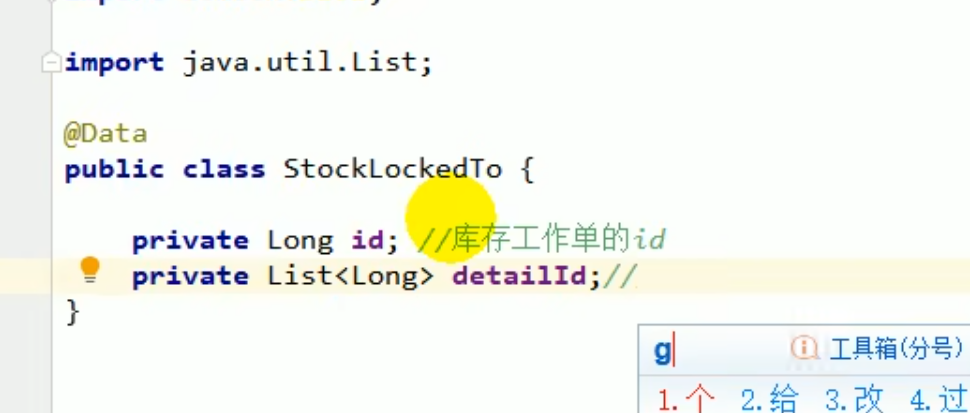 import java.util.List;
@Data
public class StockLockedTo {
private Long id; //库存工作单的id
private List<Long> detailId;//
}
g 工具箱(分号)
1.个 2.给 3.改 4.过